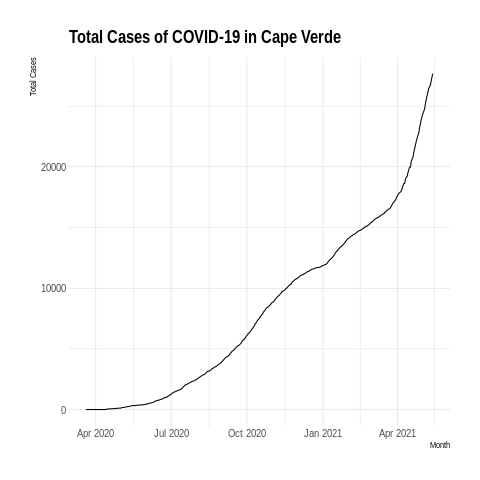 Total Cases of COVID-19 in Cape Verde
Total Cases
20000
10000
0
Apr 2020 Jul 2020 Oct 2020 Jan 2021 Apr 2021
Month